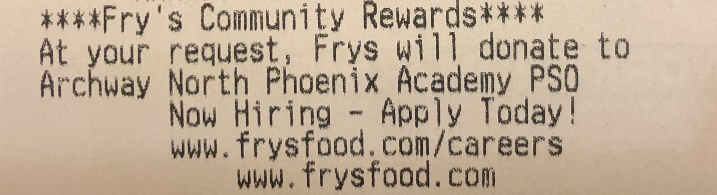 ****Fry's Community Rewards****
At your request, Frys will donate to
Archway North Phoenix Academy PSO
Now Hiring - Apply Today!
www.frysfood.com/careers
www.frysfood.com